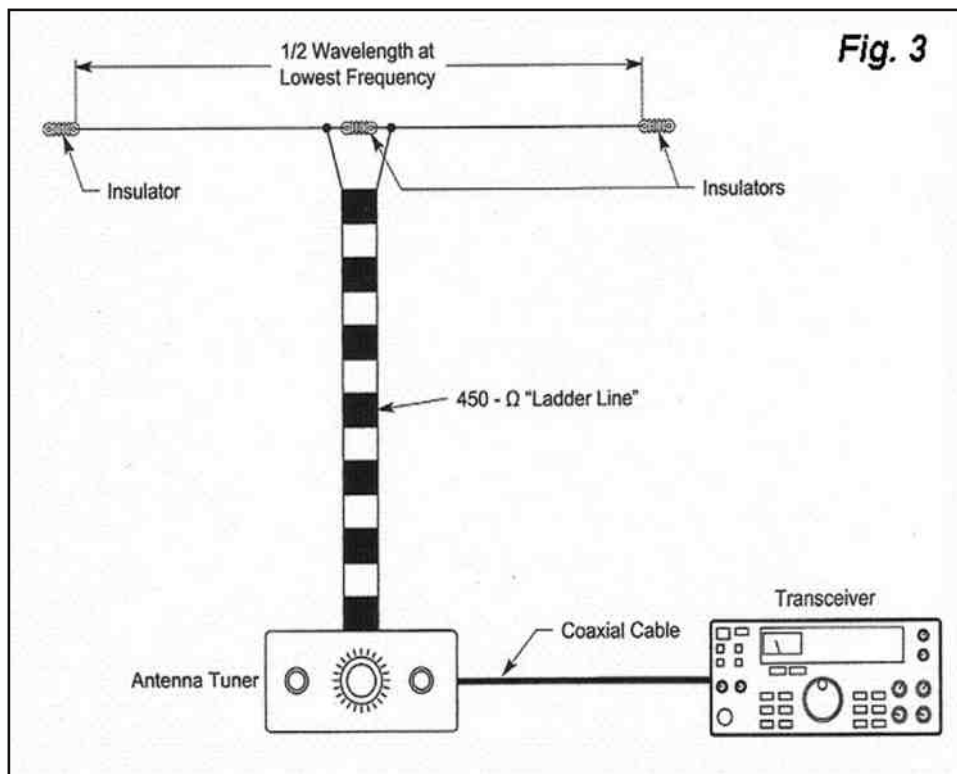 Fig. 3
1/2 Wavelength at
Lowest Frequency
Insulator
Insulators
450 - Ω "Ladder Line"
Transceiver
Coaxial Cable
Antenna Tuner